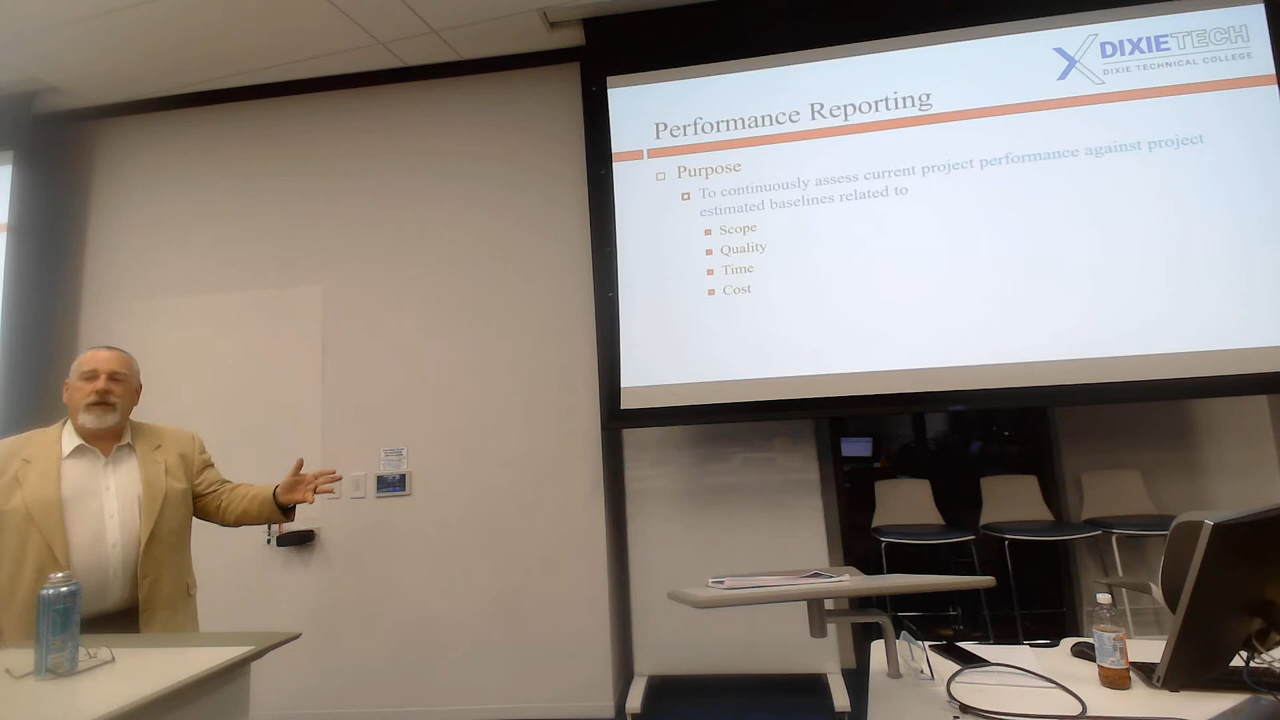 DIXIETECH
DIXIE TECHNICAL COLLEGE
Performance Reporting
Purpose
To continuously assess current project performance against project
estimated baselines related to
Scope
Quality
Time
Cost